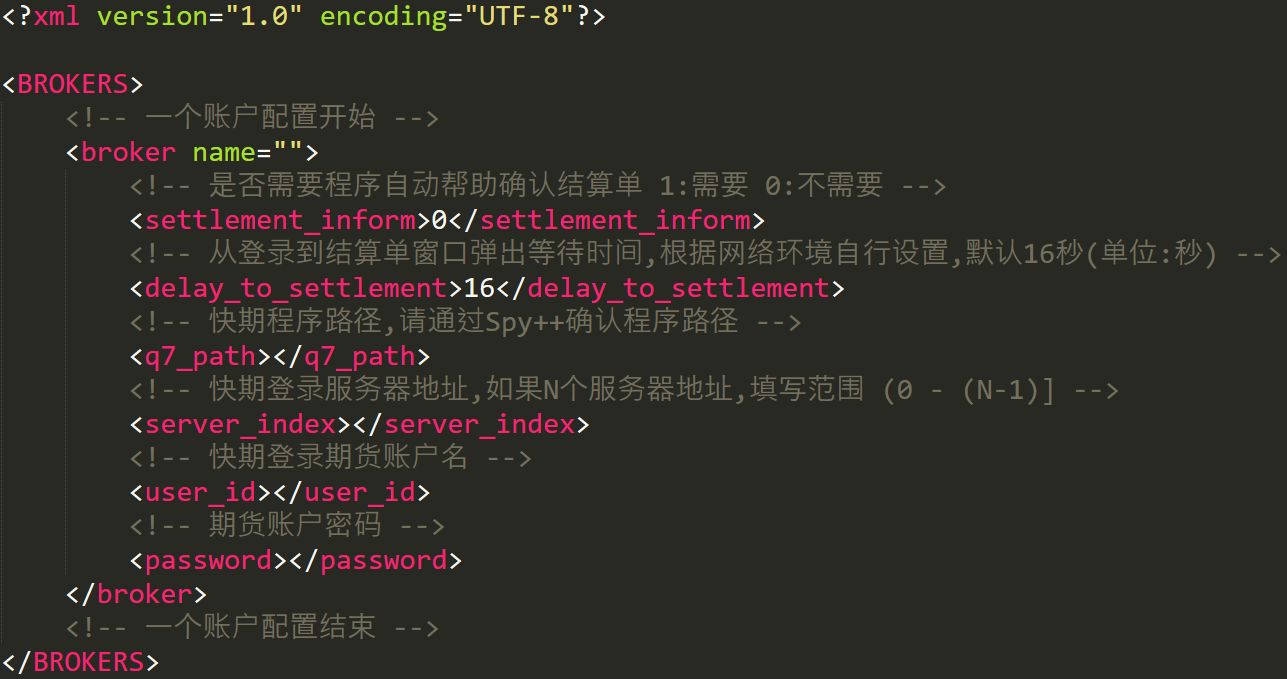 <?xml version="1.0" encoding="UTF-8"?>
<BROKERS>
<!-- 一个账户配置开始 -->
<broker name="">
<!-- 是否需要程序自动帮助确认结算单 1:需要 0:不需要 -->
<settlement_inform>0</settlement_inform>
<!-- 从登录到结算单窗口弹出等待时间,根据网络环境自行设置,默认16秒(单位:秒) -->
<delay_to_settlement>16</delay_to_settlement>
<!-- 快期程序路径,请通过Spy++确认程序路径 -->
<q7_path></q7_path>
<!-- 快期登录服务器地址,如果N个服务器地址,填写范围 (0 - (N-1)] -->
<server_index></server_index>
<!-- 快期登录期货账户名 -->
<user_id></user_id>
<!-- 期货账户密码 -->
<password></password>
</broker>
<!-- 一个账户配置结束 -->
</BROKERS>